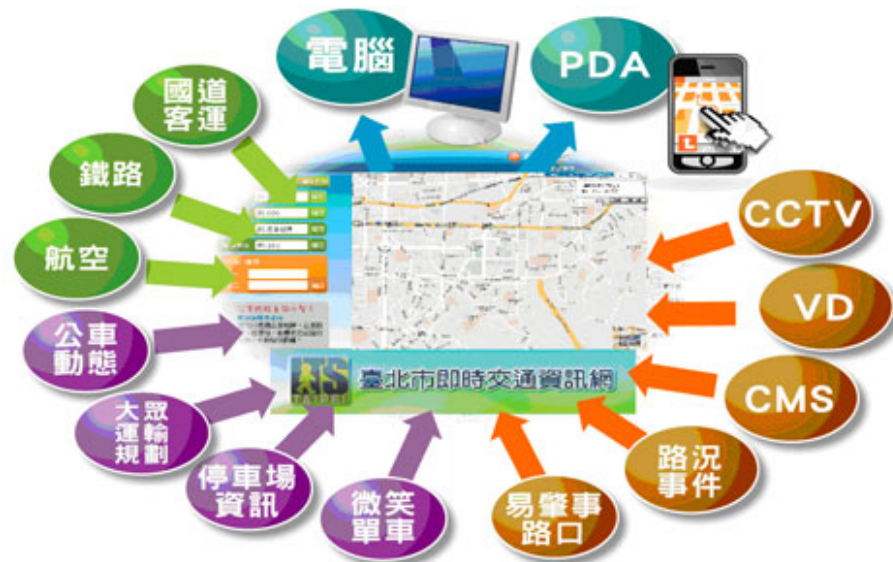 電腦
PDA
國道
客運
鐵路
航空
公車
動態
大眾
運輸
規劃
停車場
資訊
微笑
單車
易肇事
路口
路況
事件
CMS
VD
CCTV
ITS
TAIPEI
臺北市即時交通資訊網